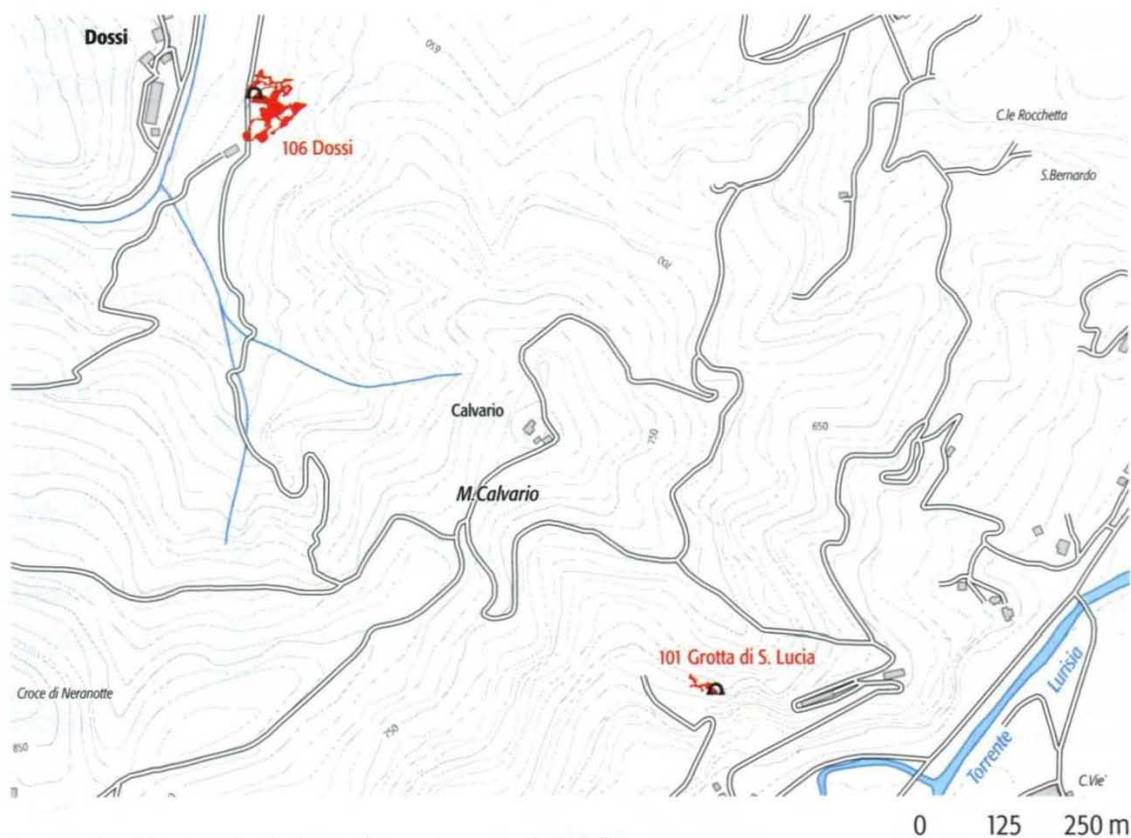 Dossi
650
106 Dossi
C.le Rocchetta
S.Bernardo
700
Calvario
750
650
M.Calvario
101 Grotta di S. Lucia
Croce di Neranotte
850
750
Torrente Lurisia
C.Vie'
0 125 250 m